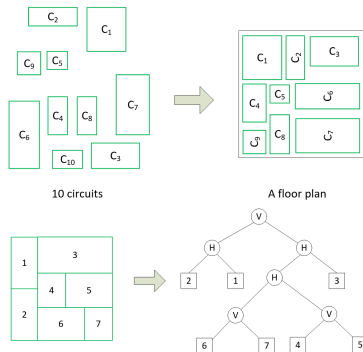 C2
C1
C9
C5
C6
C4
C8
C7
C10
C3
C1
C2
C3
C4
C5
C6
C9
C8
C7
10 circuits
A floor plan
1
3
4
5
2
6
7
V
H
H
2
1
H
3
V
V
6
7
4
5